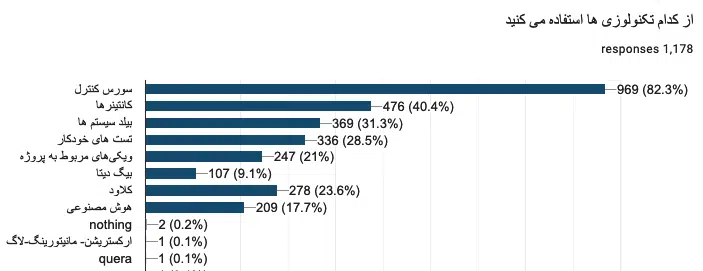 از کدام تکنولوژی ها استفاده می کنید
responses 1,178
سورس کنترل 969 (82.3%)
کانتینرها 476 (40.4%)
بیلد سیستم ها 369 (31.3%)
تست های خودکار 336 (28.5%)
ویکی‌های مربوط به پروژه 247 (21%)
بیگ دیتا 107 (9.1%)
کلاود 278 (23.6%)
هوش مصنوعی 209 (17.7%)
nothing 2 (0.2%)
ارکستریشن- مانیتورینگ-لاگ 1 (0.1%)
quera 1 (0.1%)